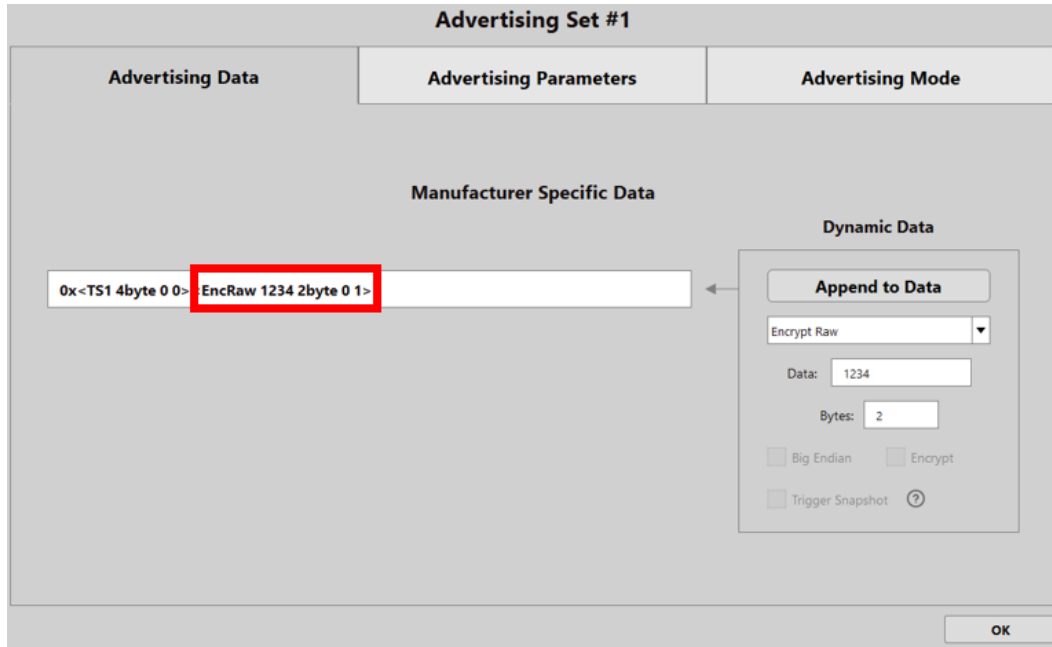 Advertising Set #1
Advertising Data
Advertising Parameters
Advertising Mode
Manufacturer Specific Data
Dynamic Data
0x<TS1 4byte 0 0> <EncRaw 1234 2byte 0 1>
Append to Data
Encrypt Raw
Data: 1234
Bytes: 2
Big Endian Encrypt
Trigger Snapshot ?
OK